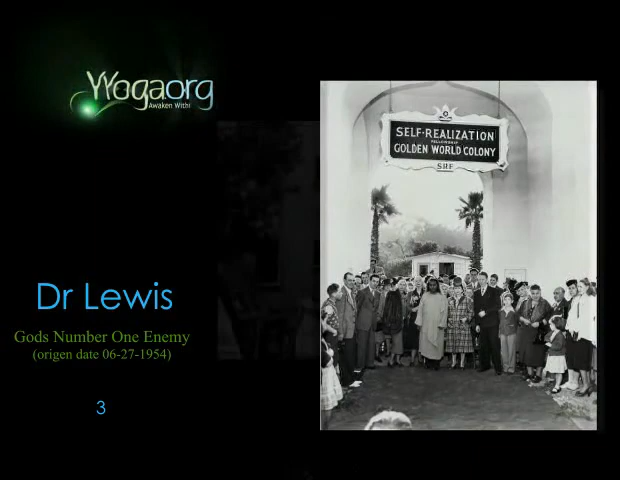 YYogaorg
Awaken Within
SELF-REALIZATION
FELLOWSHIP
GOLDEN WORLD COLONY
SRF
Dr Lewis
Gods Number One Enemy
(origen date 06-27-1954)
3